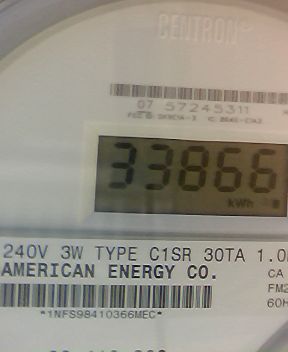 CENTRON
07 57245311
33866
kWh
240V 3W TYPE C1SR 30TA 1.0
AMERICAN ENERGY CO.
CA
FM2
60H
*1NFS98410366MEC*